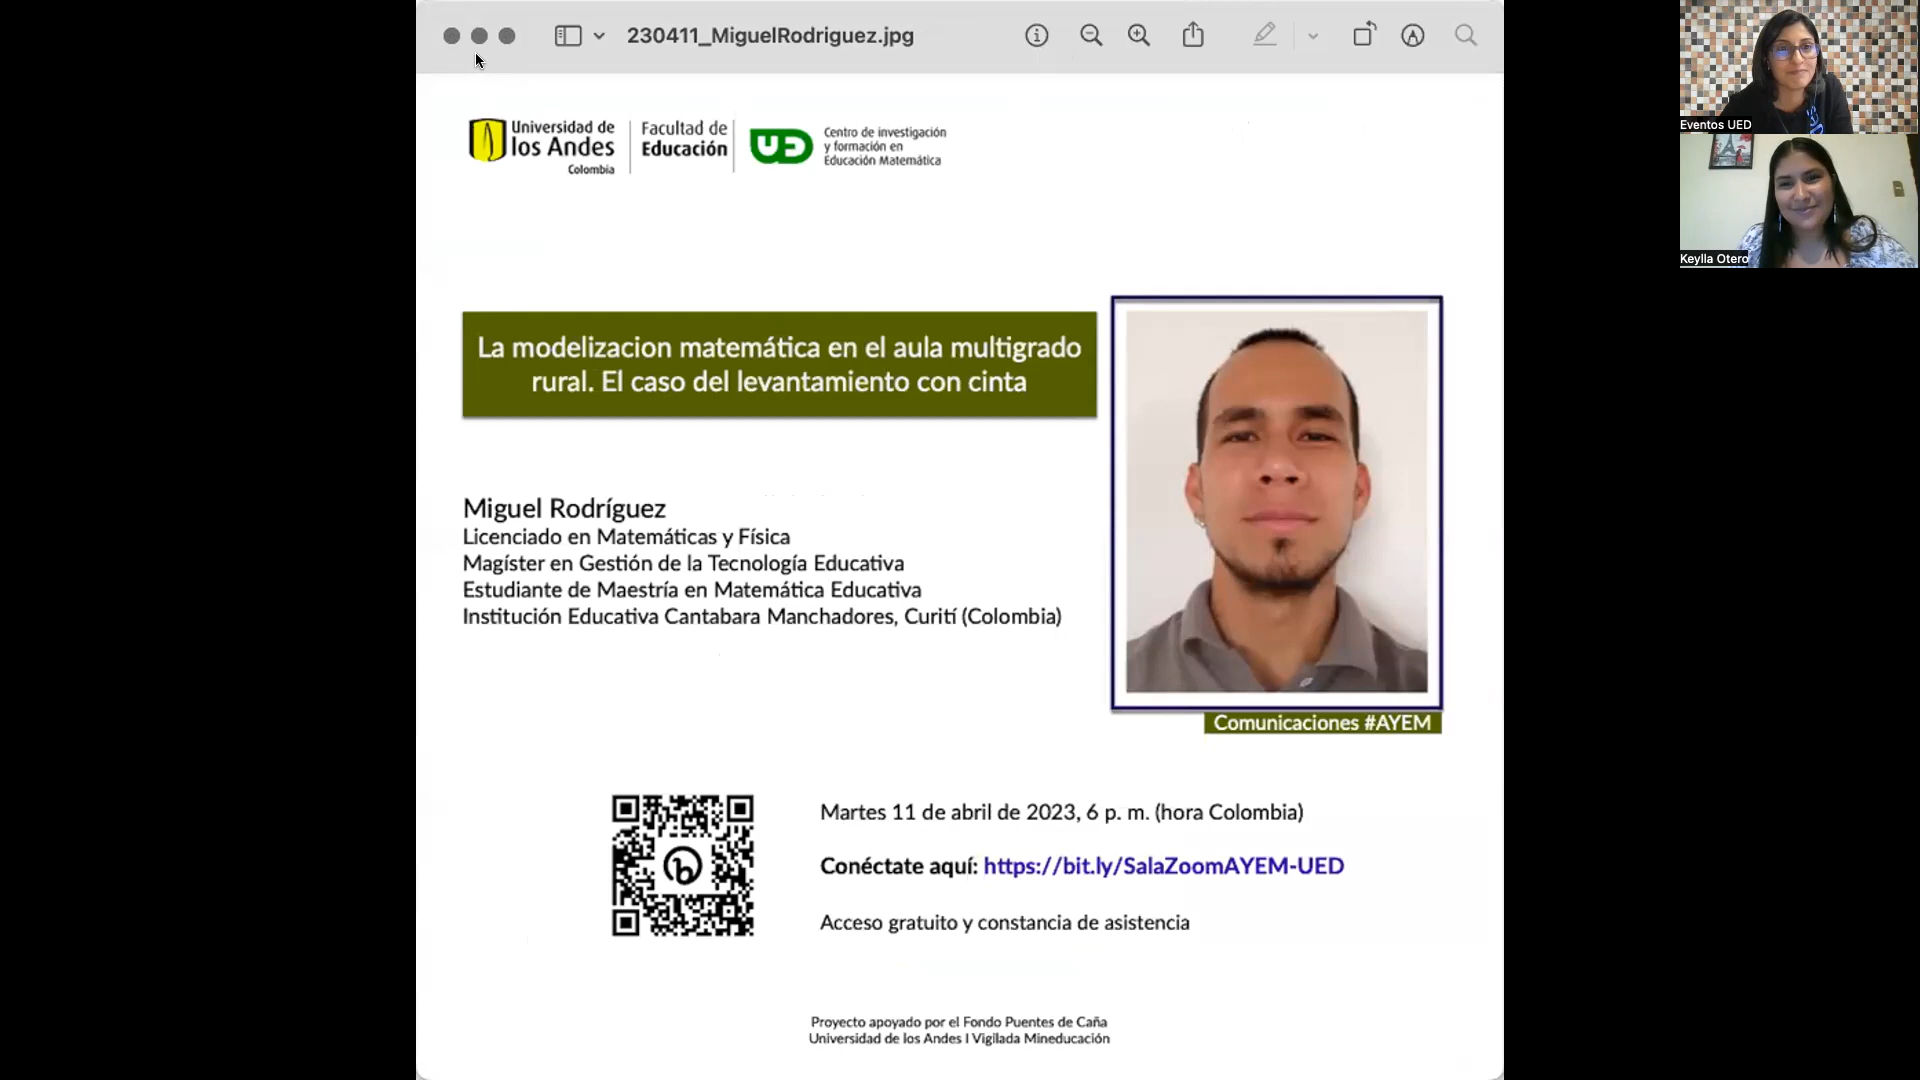 230411_MiguelRodriguez.jpg
Universidad de
los Andes
Colombia
Facultad de
Educación
UED
Centro de investigación
y formación en
Educación Matemática
La modelizacion matemática en el aula multigrado
rural. El caso del levantamiento con cinta
Miguel Rodríguez
Licenciado en Matemáticas y Física
Magíster en Gestión de la Tecnología Educativa
Estudiante de Maestría en Matemática Educativa
Institución Educativa Cantabara Manchadores, Curití (Colombia)
Comunicaciones #AYEM
Martes 11 de abril de 2023, 6 p. m. (hora Colombia)
Conéctate aquí: https://bit.ly/SalaZoomAYEM-UED
Acceso gratuito y constancia de asistencia
Proyecto apoyado por el Fondo Puentes de Caña
Universidad de los Andes I Vigilada Mineducación
Eventos UED
Keylla Otero